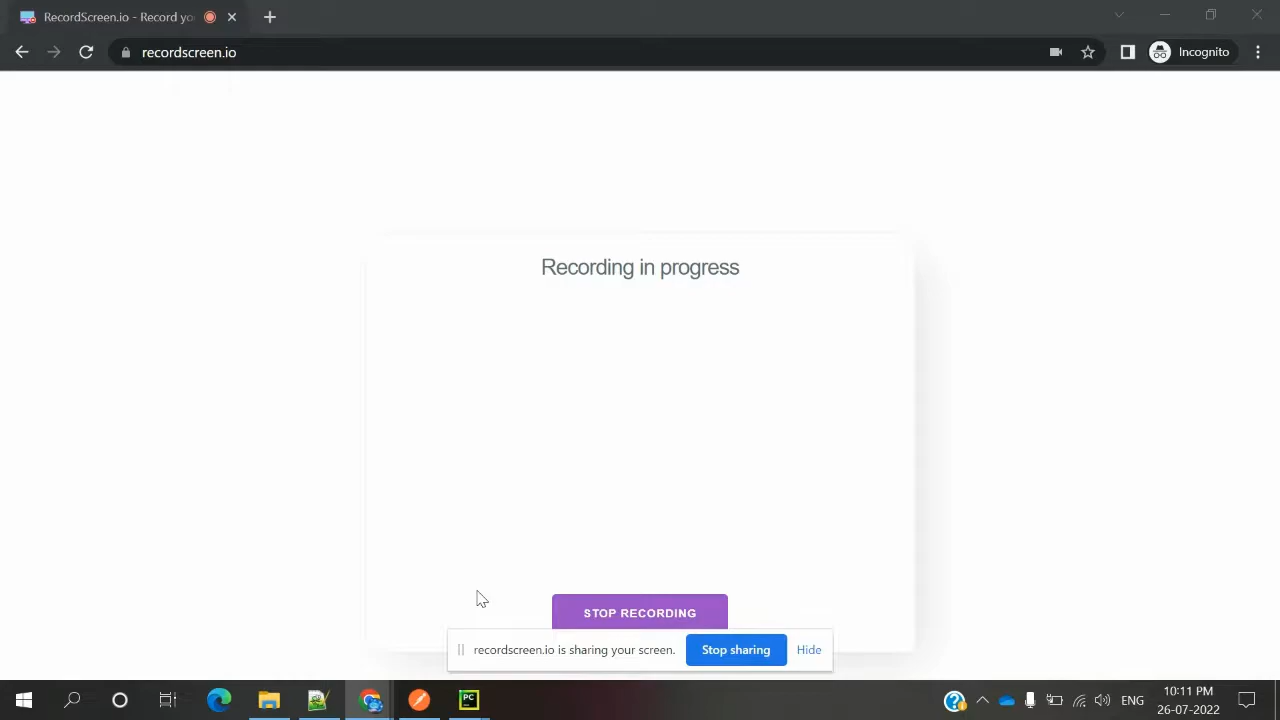 RecordScreen.io - Record yo
recordscreen.io
Incognito
Recording in progress
STOP RECORDING
recordscreen.io is sharing your screen.
Stop sharing
Hide
PC
ENG
10:11 PM
26-07-2022